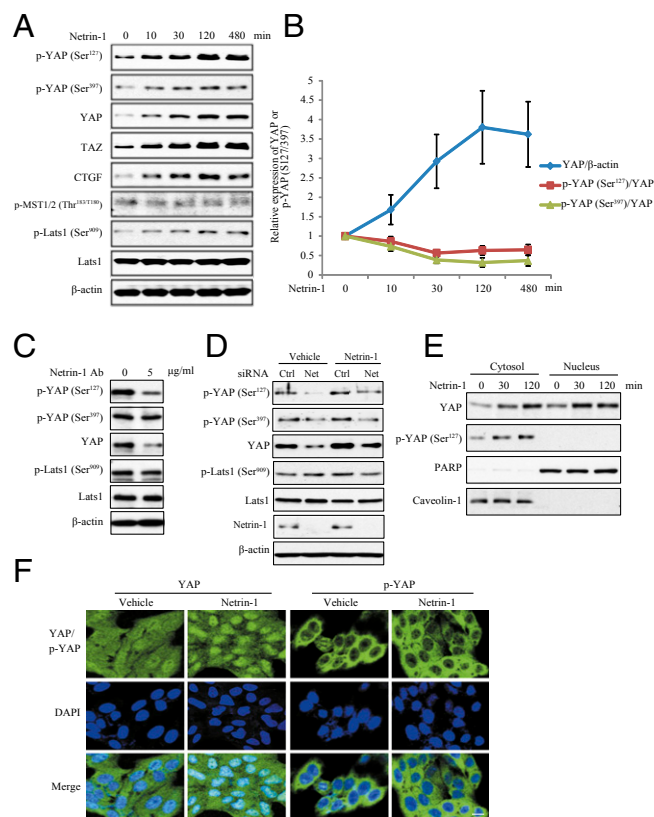 A
Netrin-1 0 10 30 120 480 min
p-YAP (Ser127)
p-YAP (Ser397)
YAP
TAZ
CTGF
p-MST1/2 (Thr183/T180)
p-Lats1 (Ser909)
Lats1
β-actin
B
Relative expression of YAP or
p-YAP (S127/397)
5
4.5
4
3.5
3
2.5
2
1.5
1
0.5
0
Netrin-1 0 10 30 120 480
YAP/β-actin
p-YAP (Ser127)/YAP
p-YAP (Ser397)/YAP
C
Netrin-1 Ab 0 5 μg/ml
p-YAP (Ser127)
p-YAP (Ser397)
YAP
p-Lats1 (Ser909)
Lats1
β-actin
D
Vehicle Netrin-1
siRNA Ctrl Net Ctrl Net
p-YAP (Ser127)
p-YAP (Ser397)
YAP
p-Lats1 (Ser909)
Lats1
Netrin-1
β-actin
E
Cytosol Nucleus
Netrin-1 0 30 120 0 30 120 min
YAP
p-YAP (Ser127)
PARP
Caveolin-1
F
YAP p-YAP
Vehicle Netrin-1 Vehicle Netrin-1
YAP/
p-YAP
DAPI
Merge